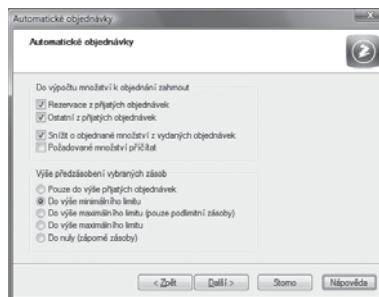 Automatické objednávky
Automatické objednávky
Do výpočtu množství k objednání zahrnout
Rezervace z přijatých objednávek
Ostatní z přijatých objednávek
Snížit o objednané množství z vydaných objednávek
Požadované množství přičítat
Výše předzásobení vybraných zásob
Pouze do výše přijatých objednávek
Do výše minimálního limitu
Do výše maximálního limitu (pouze podlimitní zásoby)
Do výše maximálního limitu
Do nuly (záporné zásoby)
< Zpět
Další >
Storno
Nápověda